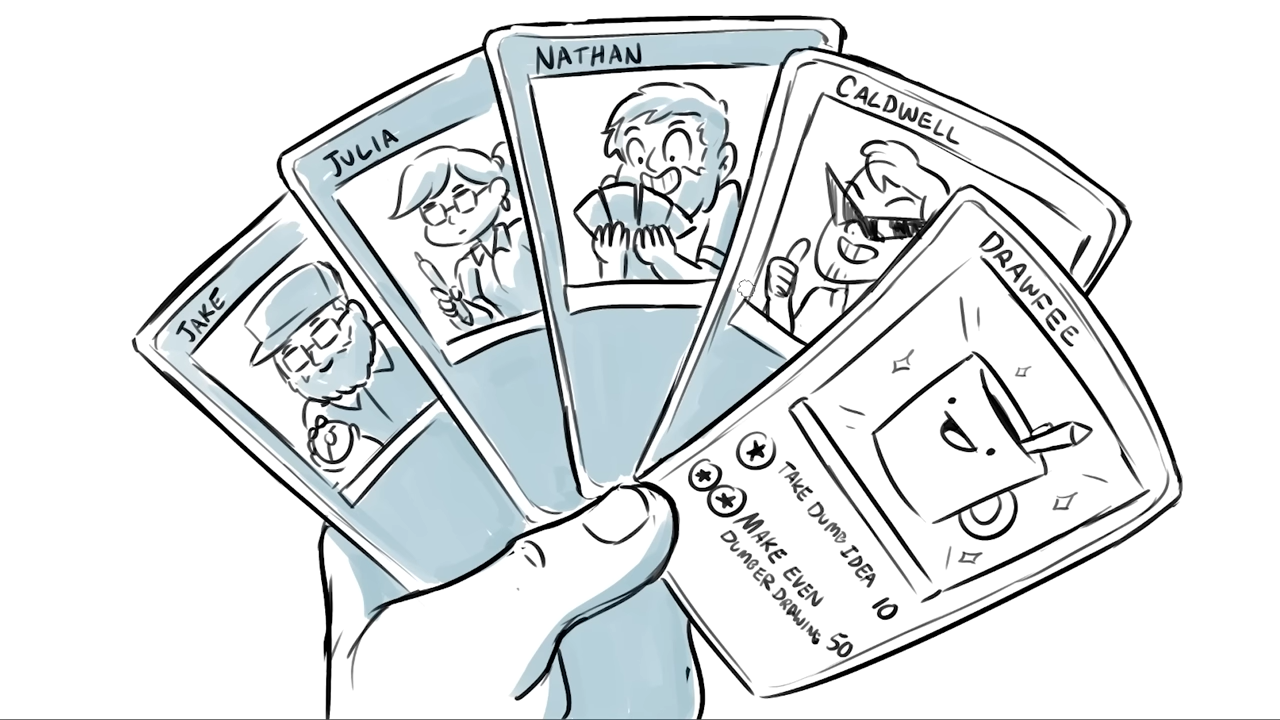 JAKE
JULIA
NATHAN
CALDWELL
DRAWFEE
TAKE DUMB IDEA 10
MAKE EVEN
DUMBER DRAWING 50